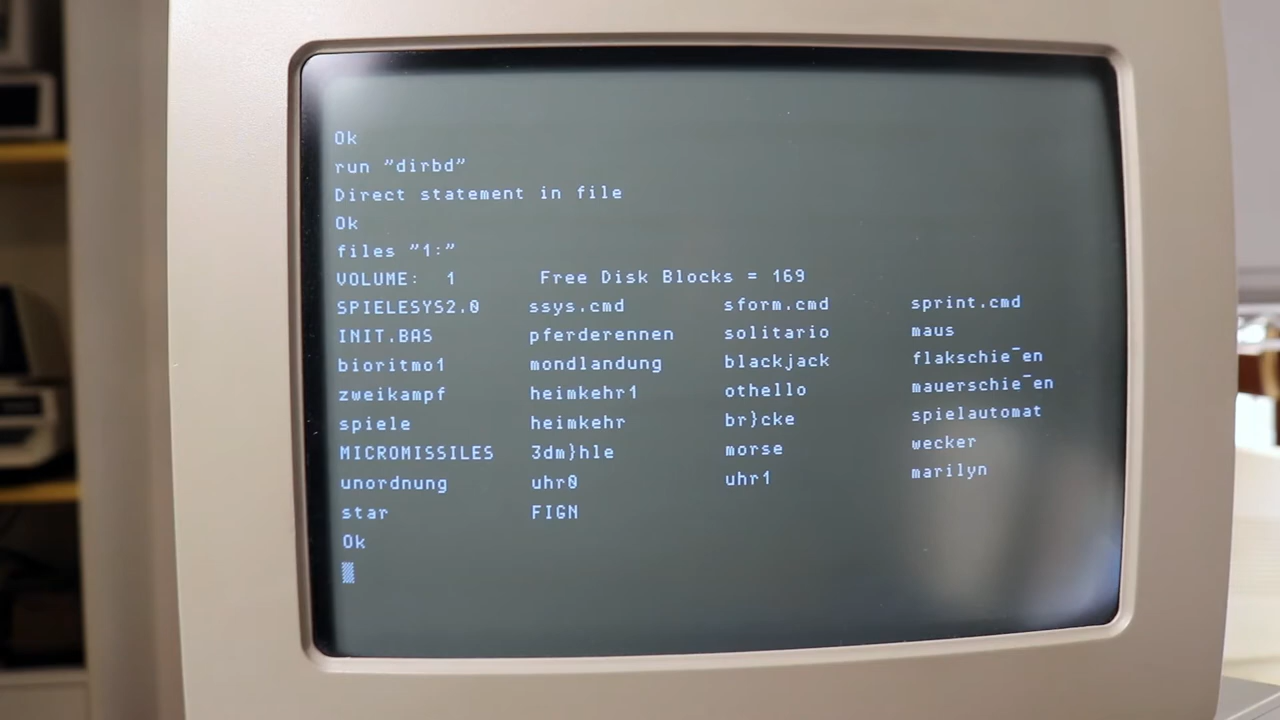 Ok
run "dirbd"
Direct statement in file
Ok
files "1:"
VOLUME: 1 Free Disk Blocks = 169
SPIELESYS2.0 ssys.cmd sform.cmd sprint.cmd
INIT.BAS pferderennen solitario maus
bioritmo1 mondlandung blackjack flakschie~en
zweikampf heimkehr1 othello mauerschie~en
spiele heimkehr br}cke spielautomat
MICROMISSILES 3dm}hle morse wecker
unordnung uhr0 uhr1 marilyn
star FIGN
Ok